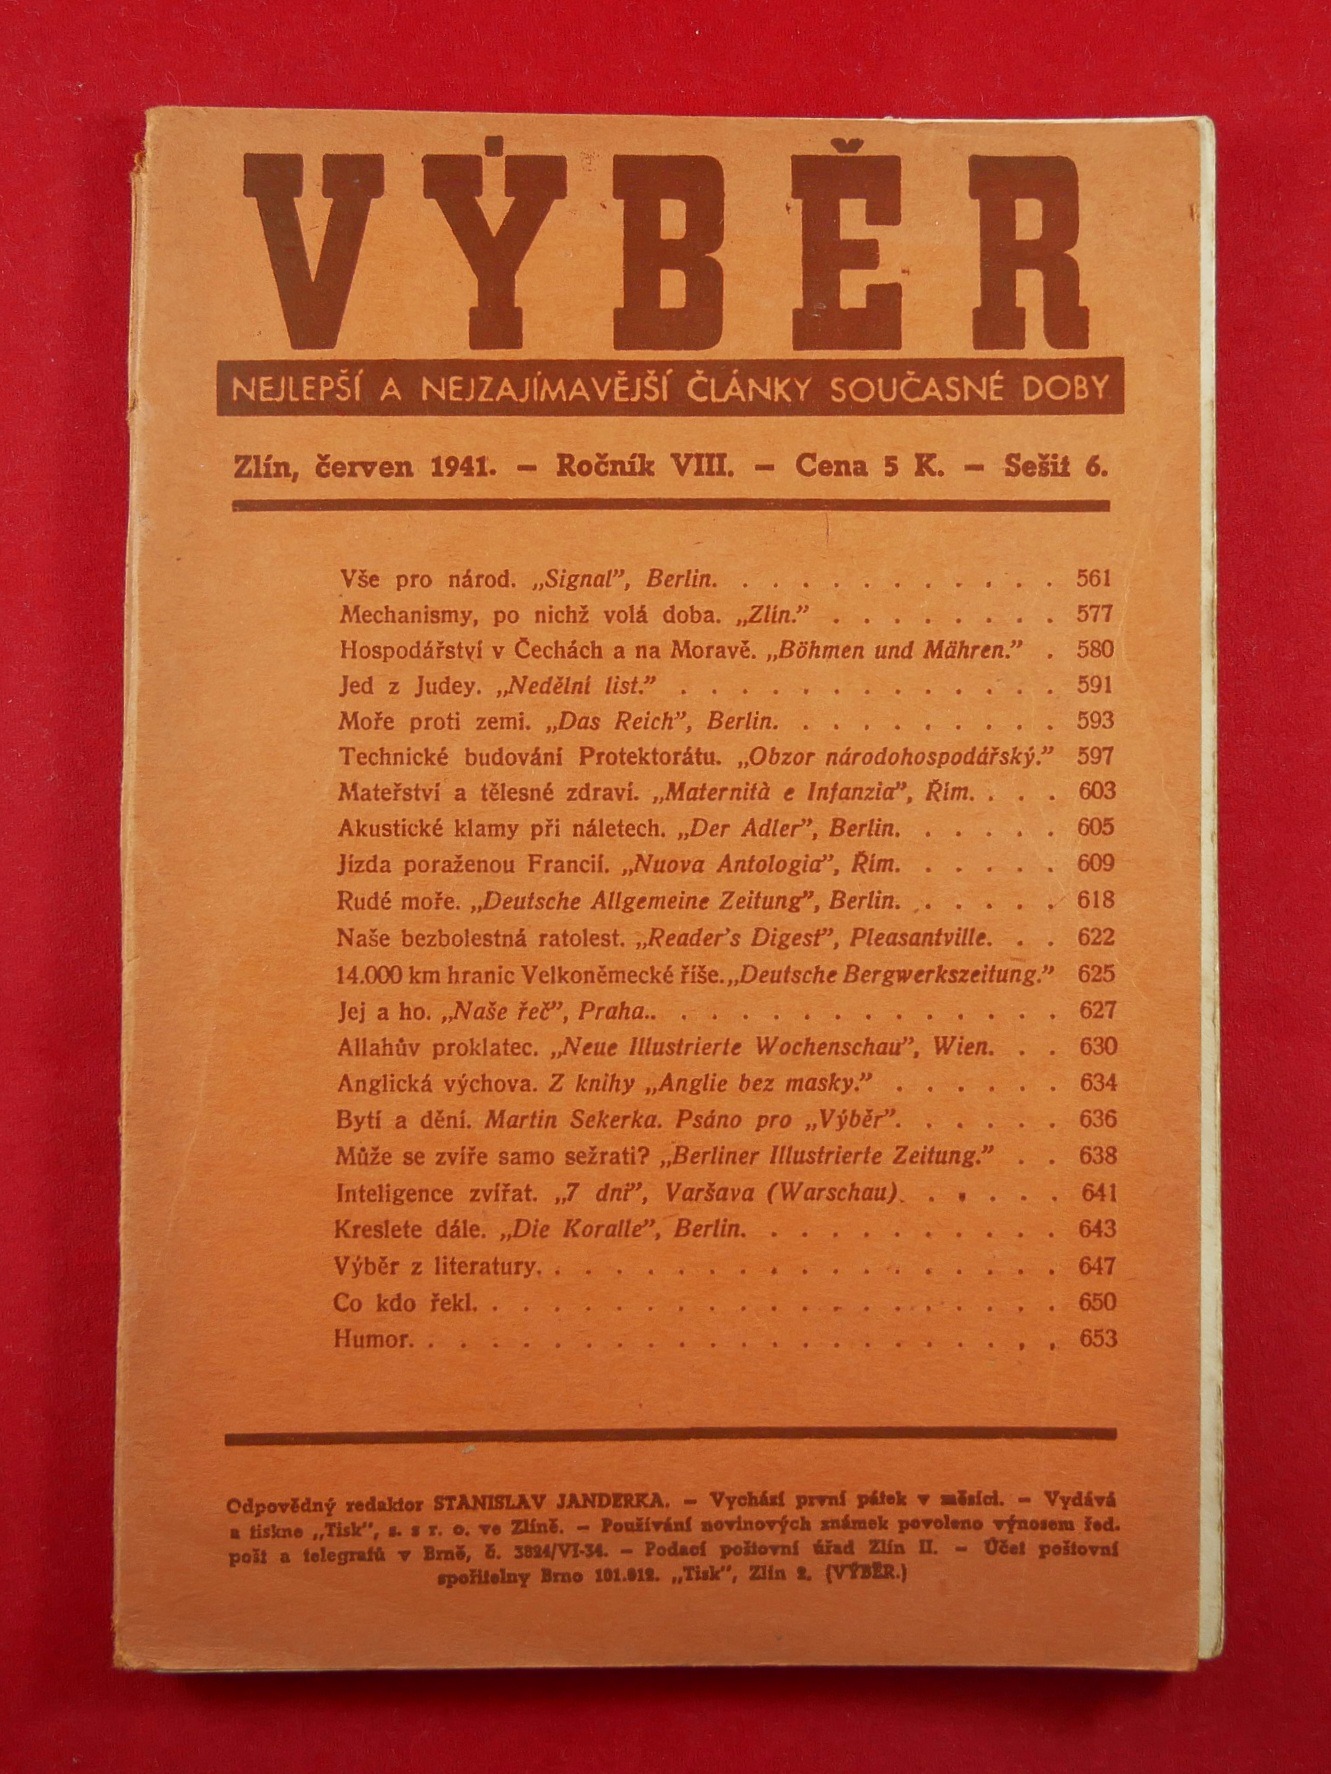 VÝBĚR
NEJLEPŠÍ A NEJZAJÍMAVĚJŠÍ ČLÁNKY SOUČASNÉ DOBY
Zlín, červen 1941. – Ročník VIII. – Cena 5 K. – Sešit 6.
Vše pro národ. „Signal”, Berlin. . . . . . . . . . . . 561
Mechanismy, po nichž volá doba. „Zlín.” . . . . . . . . 577
Hospodářství v Čechách a na Moravě. „Böhmen und Mähren.” . 580
Jed z Judey. „Nedělní list.” . . . . . . . . . . . . . 591
Moře proti zemi. „Das Reich”, Berlin. . . . . . . . . . 593
Technické budování Protektorátu. „Obzor národohospodářský.” 597
Mateřství a tělesné zdraví. „Maternità e Infanzia”, Řím. . . . 603
Akustické klamy při náletech. „Der Adler”, Berlin. . . . . . 605
Jízda poraženou Francií. „Nuova Antologia”, Řím. . . . . . 609
Rudé moře. „Deutsche Allgemeine Zeitung”, Berlin. . . . . . 618
Naše bezbolestná ratolest. „Reader's Digest”, Pleasantville. . . 622
14.000 km hranic Velkoněmecké říše. „Deutsche Bergwerkszeitung.” 625
Jej a ho. „Naše řeč”, Praha.. . . . . . . . . . . . . . 627
Allahův proklatec. „Neue Illustrierte Wochenschau”, Wien. . . 630
Anglická výchova. Z knihy „Anglie bez masky.” . . . . . . 634
Bytí a dění. Martin Sekerka. Psáno pro „Výběr”. . . . . . 636
Může se zvíře samo sežrati? „Berliner Illustrierte Zeitung.” . . 638
Inteligence zvířat. „7 dní”, Varšava (Warschau). . . . . . 641
Kreslete dále. „Die Koralle”, Berlin. . . . . . . . . . . 643
Výběr z literatury. . . . . . . . . . . . . . . . . . 647
Co kdo řekl. . . . . . . . . . . . . . . . . . . . 650
Humor. . . . . . . . . . . . . . . . . . . . . . 653
Odpovědný redaktor STANISLAV JANDERKA. – Vychází první pátek v měsíci. – Vydává
a tiskne „Tisk”, s. s r. o. ve Zlíně. – Používání novinových známek povoleno výnosem řed.
pošt a telegrafů v Brně, č. 3824/VI-34. – Podací poštovní úřad Zlín II. – Účet poštovní
spořitelny Brno 101.912. „Tisk”, Zlín 2. (VÝBĚR.)